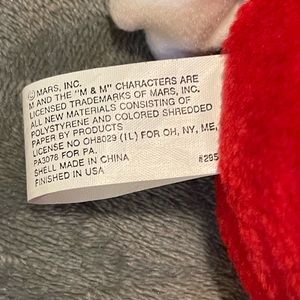 © MARS, INC.
M AND THE "M & M" CHARACTERS ARE
LICENSED TRADEMARKS OF MARS, INC.
ALL NEW MATERIALS CONSISTING OF
POLYSTYRENE AND COLORED SHREDDED
PAPER BY PRODUCTS
LICENSE NO OH8029 (IL) FOR OH, NY, ME,
PA3078 FOR PA.
SHELL MADE IN CHINA
FINISHED IN USA #295